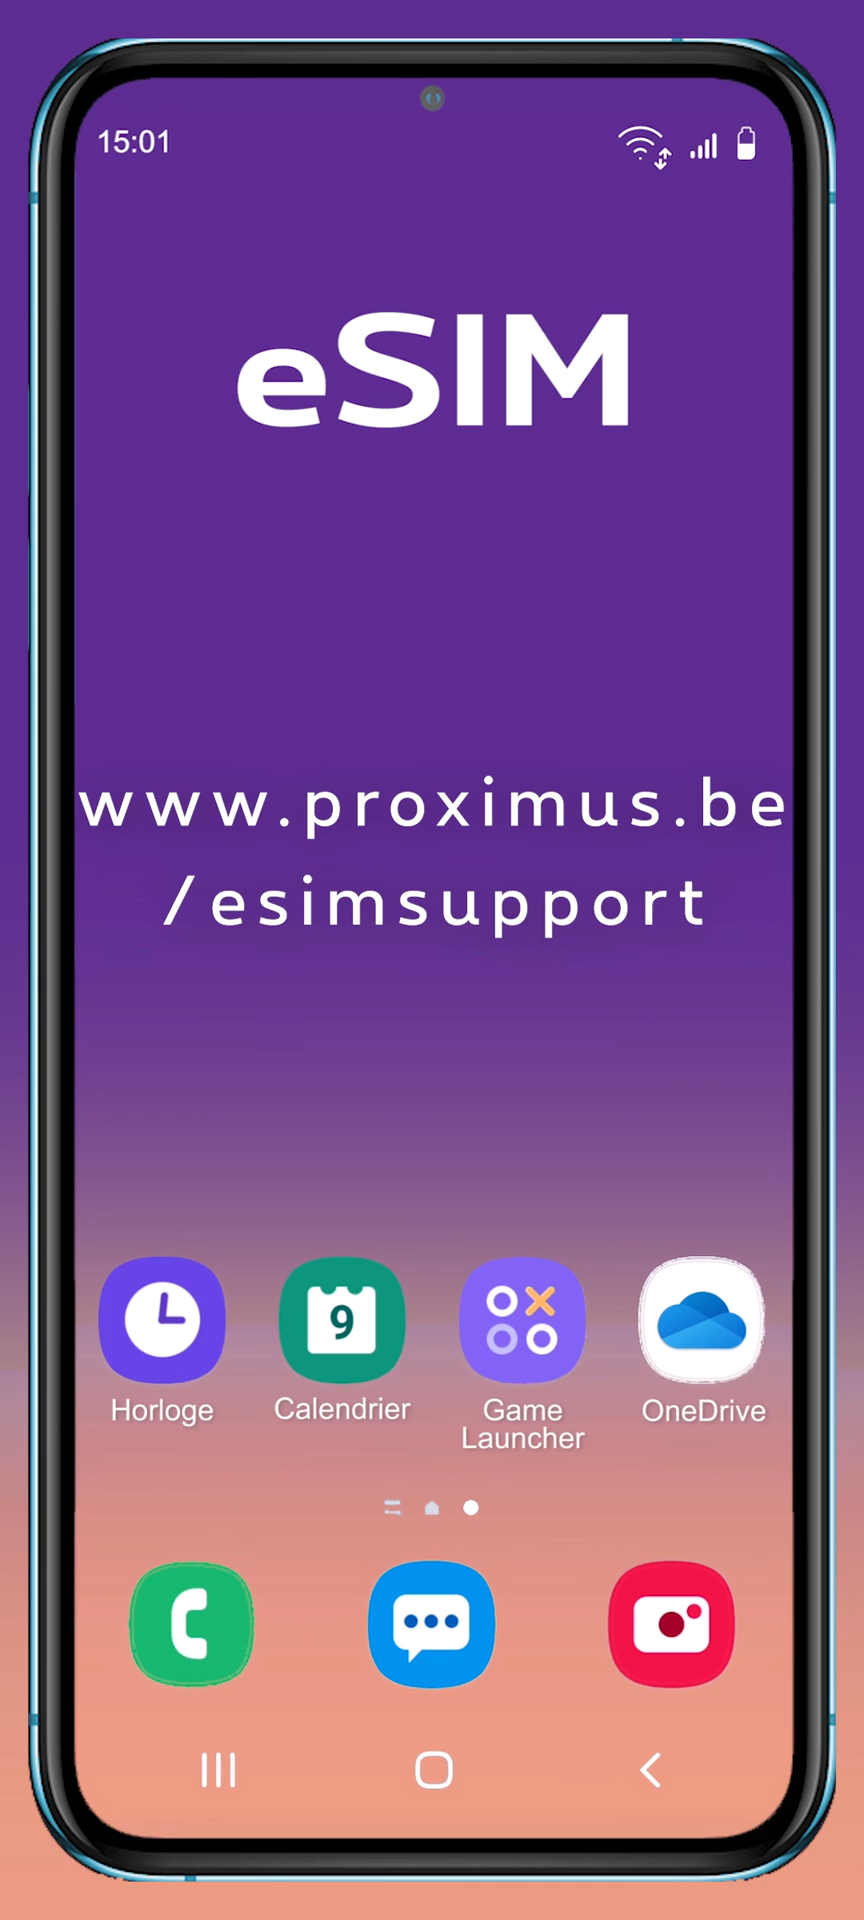 15:01
eSIM
www.proximus.be
/esimsupport
9
Horloge
Calendrier
Game
Launcher
OneDrive